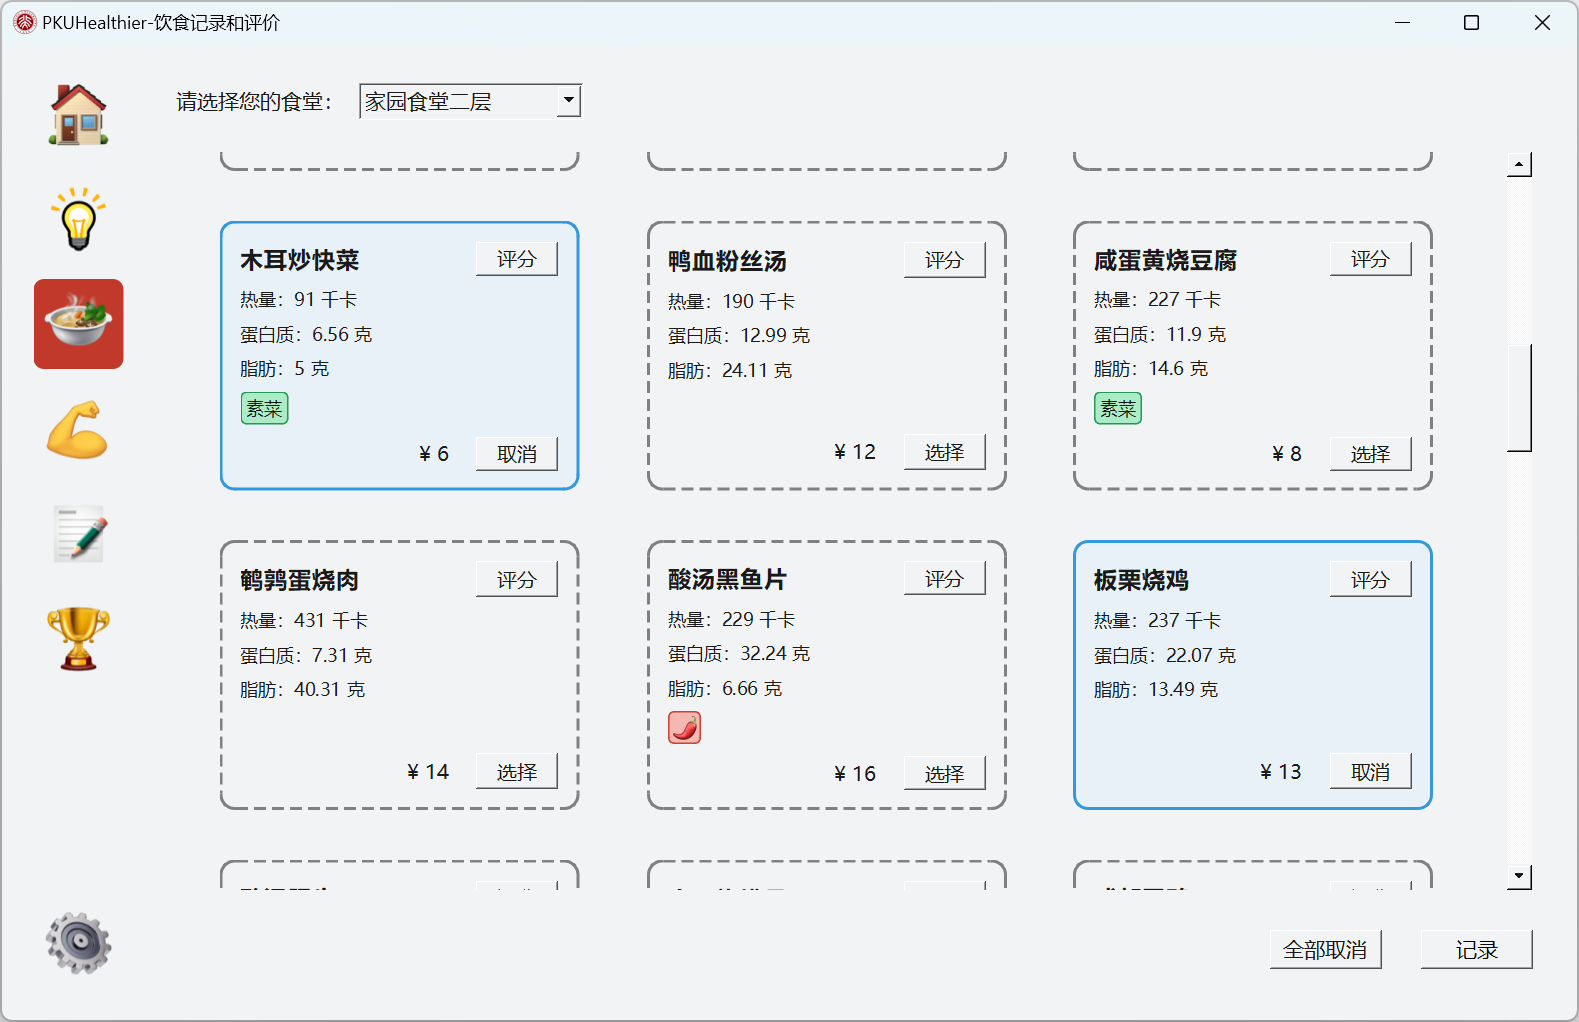 PKUHealthier-饮食记录和评价
请选择您的食堂： 家园食堂二层
木耳炒快菜 评分
热量：91 千卡
蛋白质：6.56 克
脂肪：5 克
素菜
¥ 6 取消
鸭血粉丝汤 评分
热量：190 千卡
蛋白质：12.99 克
脂肪：24.11 克
¥ 12 选择
咸蛋黄烧豆腐 评分
热量：227 千卡
蛋白质：11.9 克
脂肪：14.6 克
素菜
¥ 8 选择
鹌鹑蛋烧肉 评分
热量：431 千卡
蛋白质：7.31 克
脂肪：40.31 克
¥ 14 选择
酸汤黑鱼片 评分
热量：229 千卡
蛋白质：32.24 克
脂肪：6.66 克
¥ 16 选择
板栗烧鸡 评分
热量：237 千卡
蛋白质：22.07 克
脂肪：13.49 克
¥ 13 取消
全部取消 记录